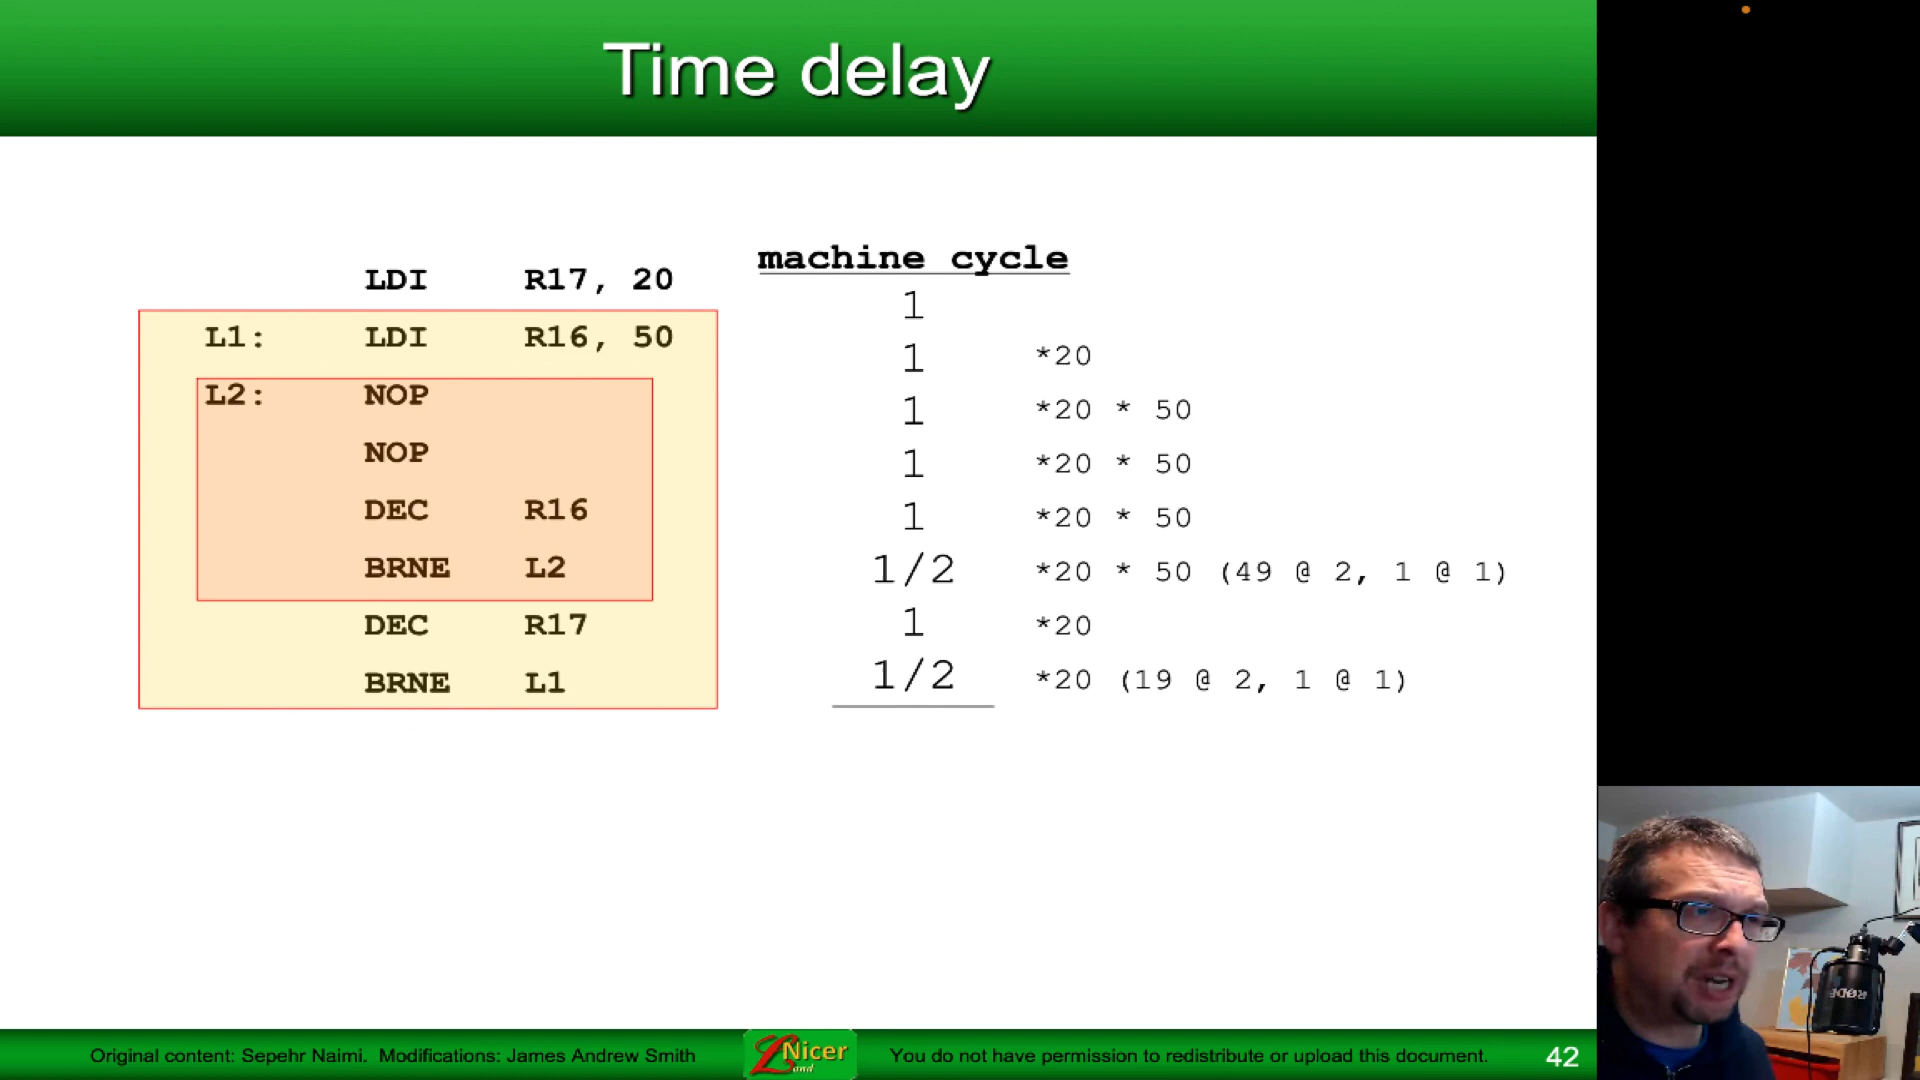 Time delay
machine cycle
LDI R17, 20 1
L1: LDI R16, 50 1 *20
L2: NOP 1 *20 * 50
NOP 1 *20 * 50
DEC R16 1 *20 * 50
BRNE L2 1/2 *20 * 50 (49 @ 2, 1 @ 1)
DEC R17 1 *20
BRNE L1 1/2 *20 (19 @ 2, 1 @ 1)
RØDE
Original content: Sepehr Naimi. Modifications: James Andrew Smith
Nicer
Land
You do not have permission to redistribute or upload this document.
42